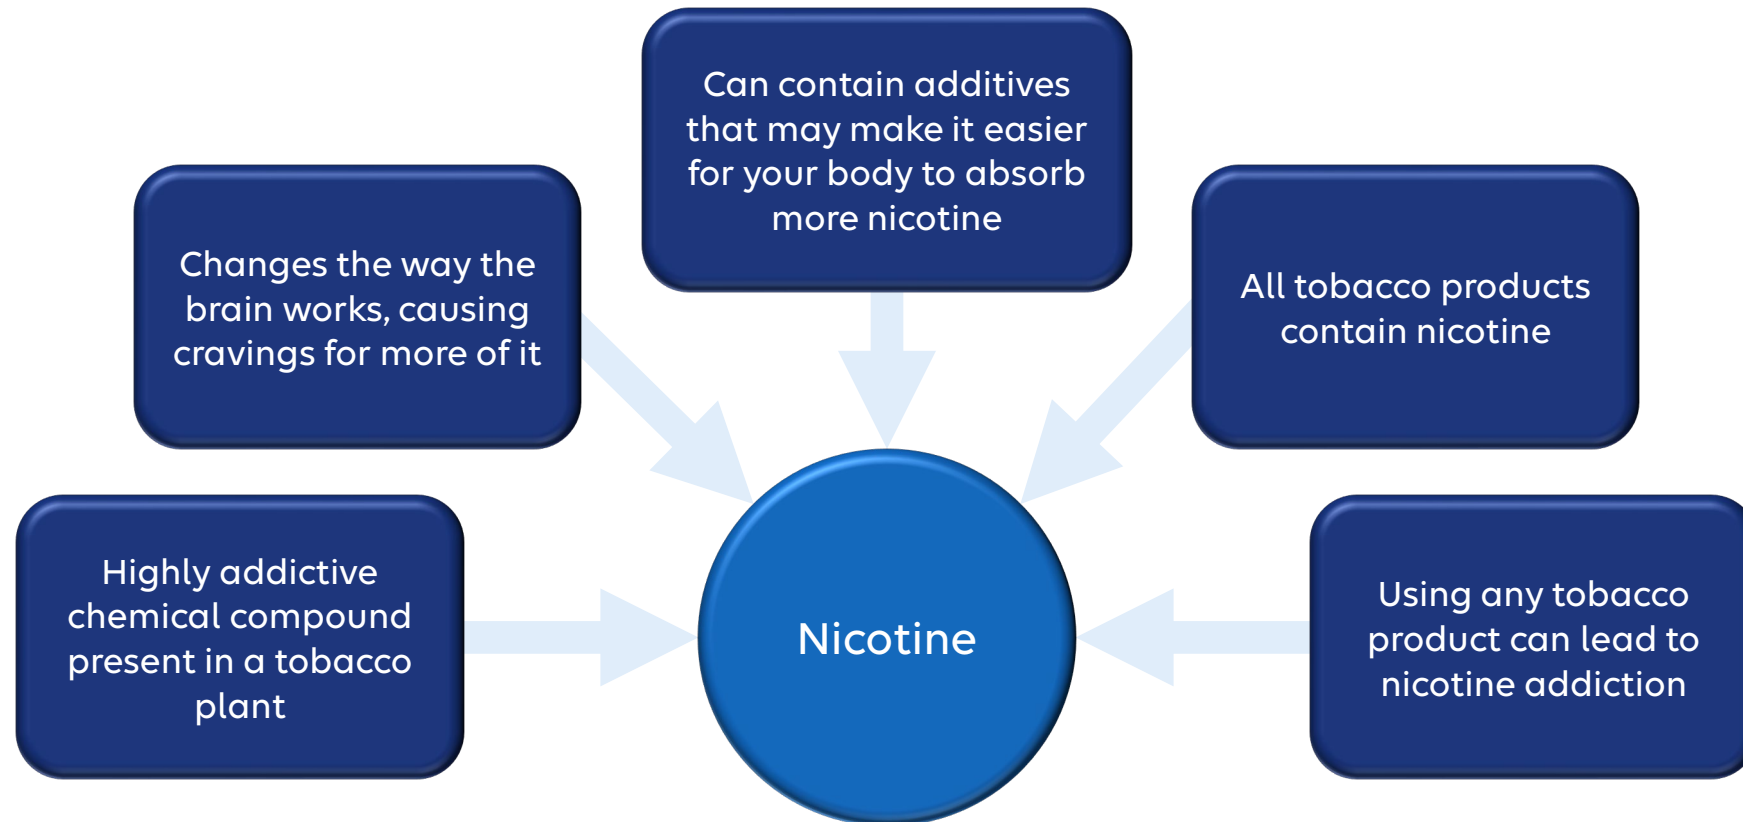 Can contain additives
that may make it easier
for your body to absorb
more nicotine
Changes the way the
brain works, causing
cravings for more of it
All tobacco products
contain nicotine
Highly addictive
chemical compound
present in a tobacco
plant
Nicotine
Using any tobacco
product can lead to
nicotine addiction